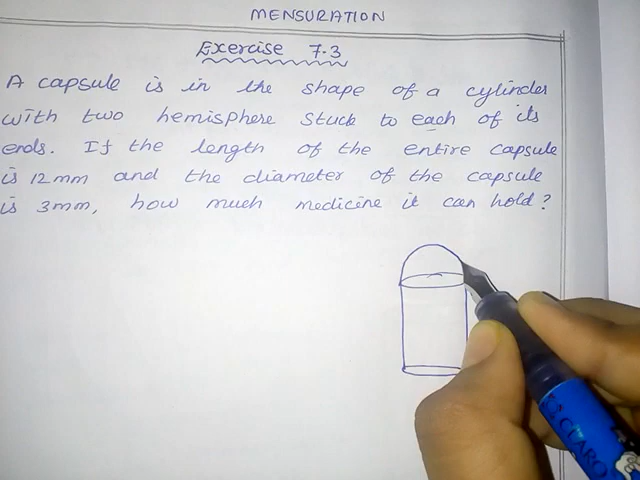 MENSURATION
Exercise 7.3
A capsule is in the shape of a cylinder
with two hemisphere stuck to each of its
ends. If the length of the entire capsule
is 12mm and the diameter of the capsule
is 3mm, how much medicine it can hold?
CLARO